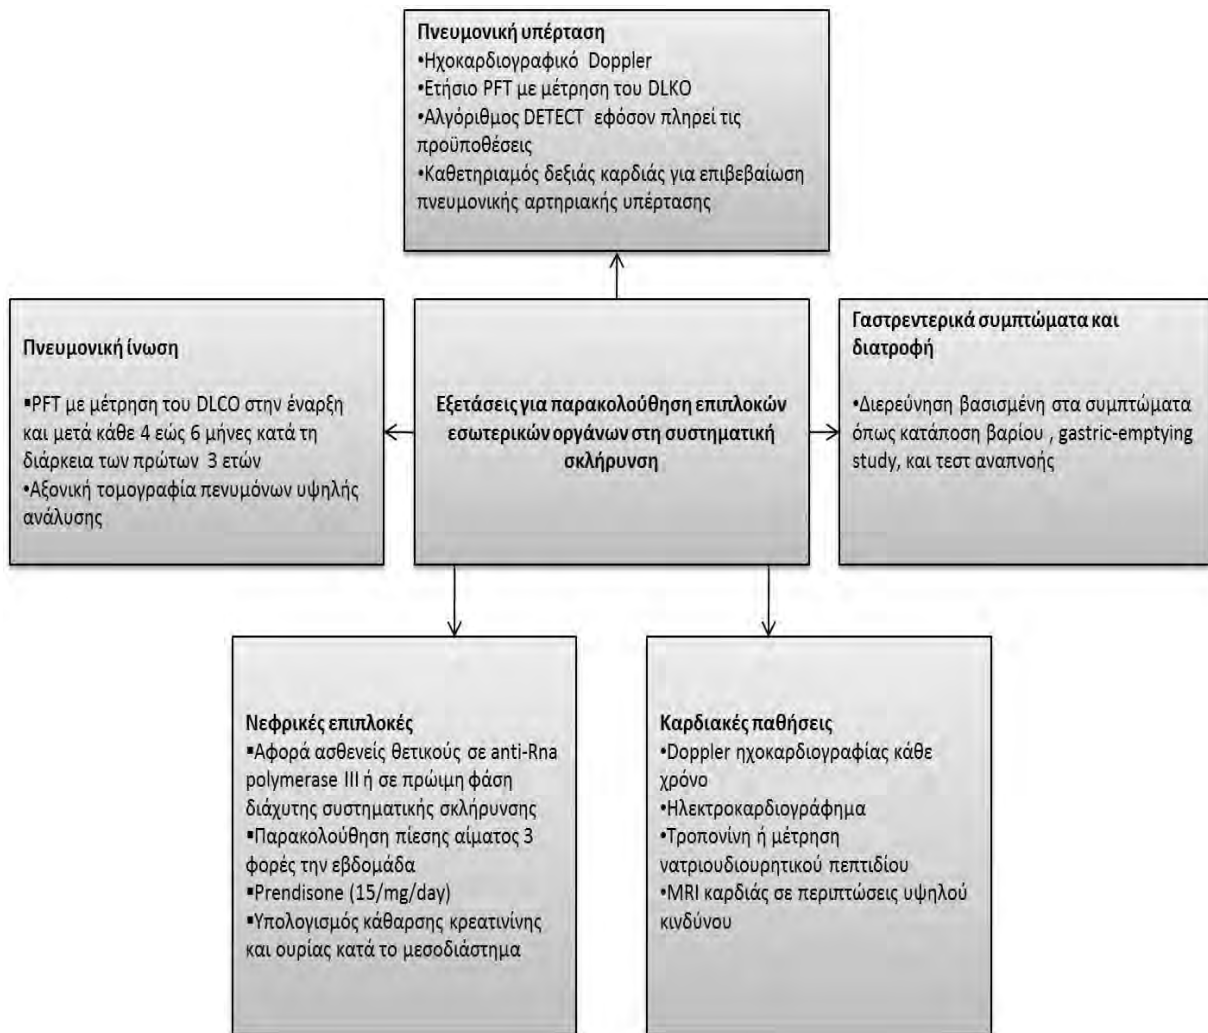 Πνευμονική υπέρταση
•Ηχοκαρδιογραφικό Doppler
•Ετήσιο PFT με μέτρηση του DLKO
•Αλγόριθμος DETECT εφόσον πληρεί τις
προϋποθέσεις
•Καθετηριαμός δεξιάς καρδιάς για επιβεβαίωση
πνευμονικής αρτηριακής υπέρτασης
Πνευμονική ίνωση
▪PFT με μέτρηση του DLCO στην έναρξη
και μετά κάθε 4 εώς 6 μήνες κατά τη
διάρκεια των πρώτων 3 ετών
▪Αξονική τομογραφία πενυμόνων υψηλής
ανάλυσης
Εξετάσεις για παρακολούθηση επιπλοκών
εσωτερικών οργάνων στη συστηματική
σκλήρυνση
Γαστρεντερικά συμπτώματα και
διατροφή
•Διερεύνηση βασισμένη στα συμπτώματα
όπως κατάποση βαρίου , gastric-emptying
study, και τεστ αναπνοής
Νεφρικές επιπλοκές
▪Αφορά ασθενείς θετικούς σε anti-Rna
polymerase III ή σε πρώιμη φάση
διάχυτης συστηματικής σκλήρυνσης
▪Παρακολούθηση πίεσης αίματος 3
φορές την εβδομάδα
▪Prendisone (15/mg/day)
▪Υπολογισμός κάθαρσης κρεατινίνης
και ουρίας κατά το μεσοδιάστημα
Καρδιακές παθήσεις
•Doppler ηχοκαρδιογραφίας κάθε
χρόνο
•Ηλεκτροκαρδιογράφημα
•Τροπονίνη ή μέτρηση
νατριουδιουρητικού πεπτιδίου
•MRI καρδιάς σε περιπτώσεις υψηλού
κινδύνου